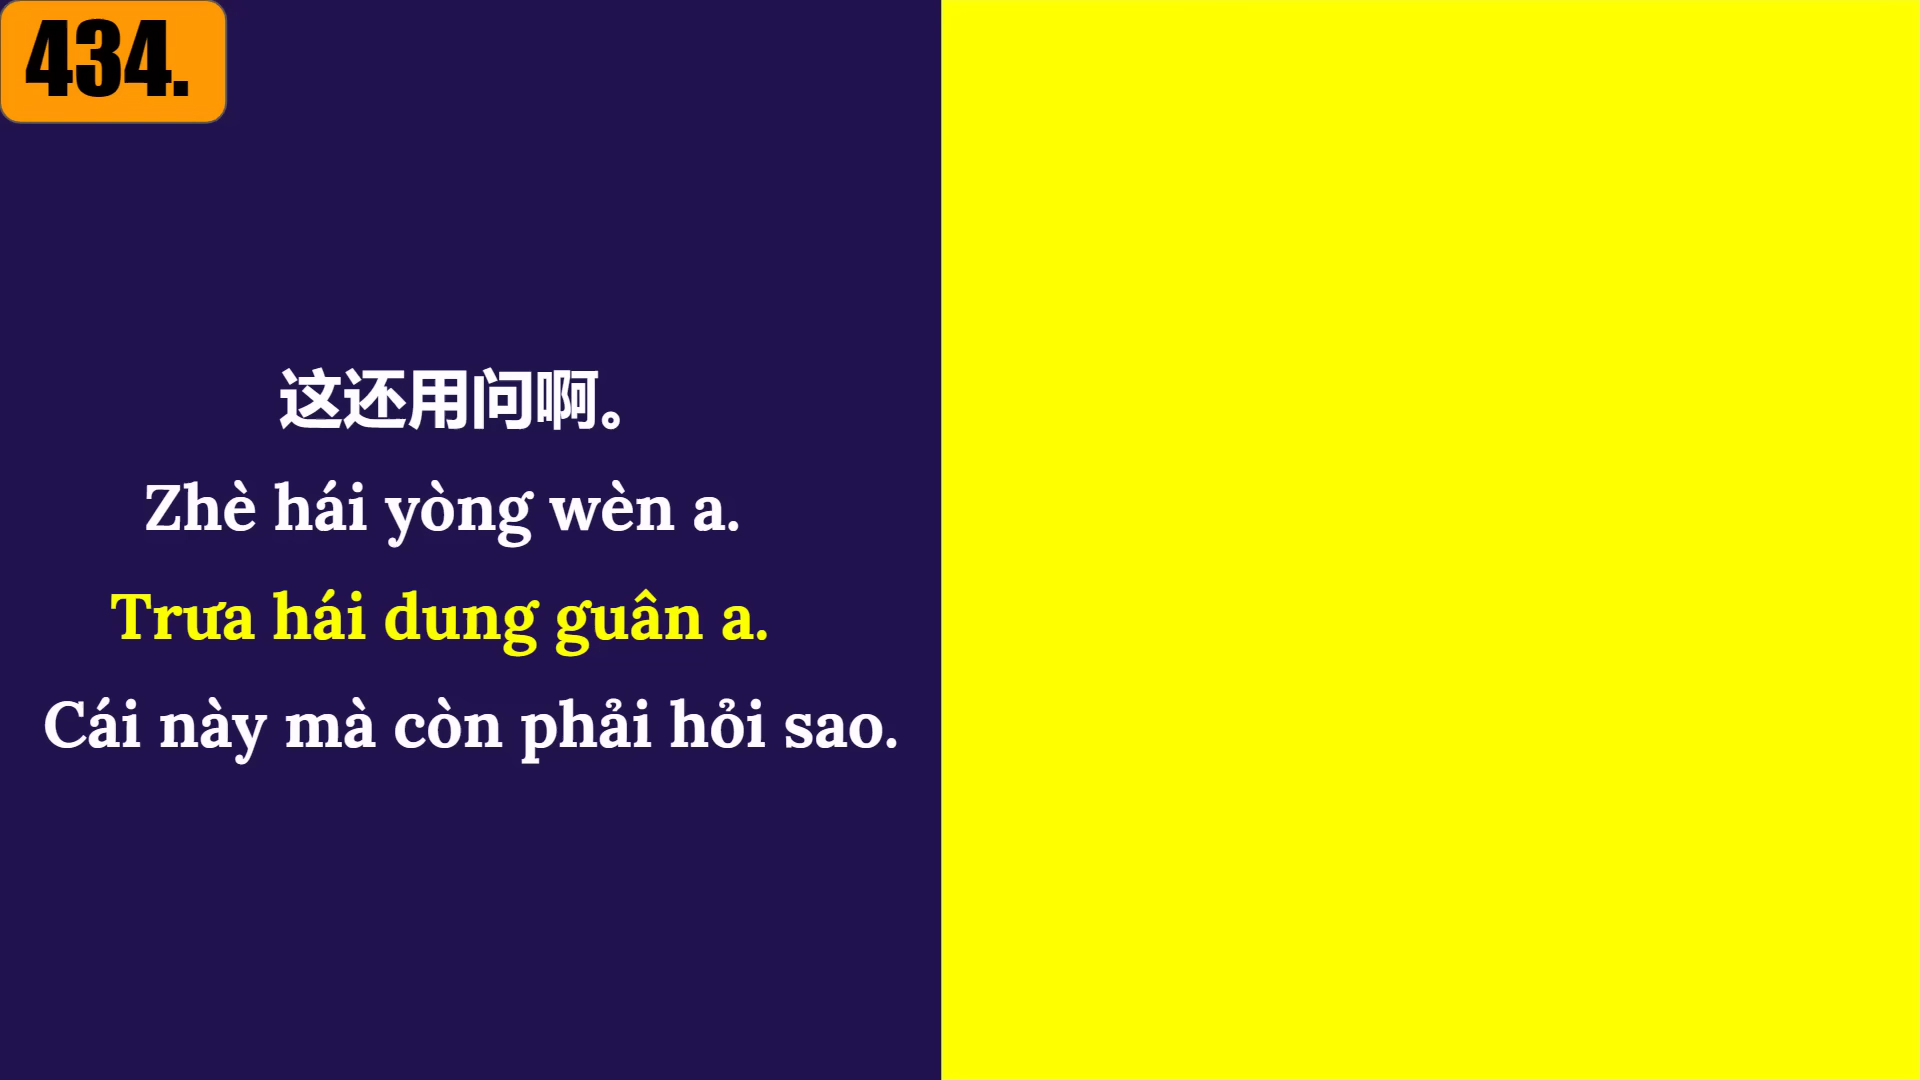 434.
这还用问啊。
Zhè hái yòng wèn a.
Trưa hái dung guân a.
Cái này mà còn phải hỏi sao.